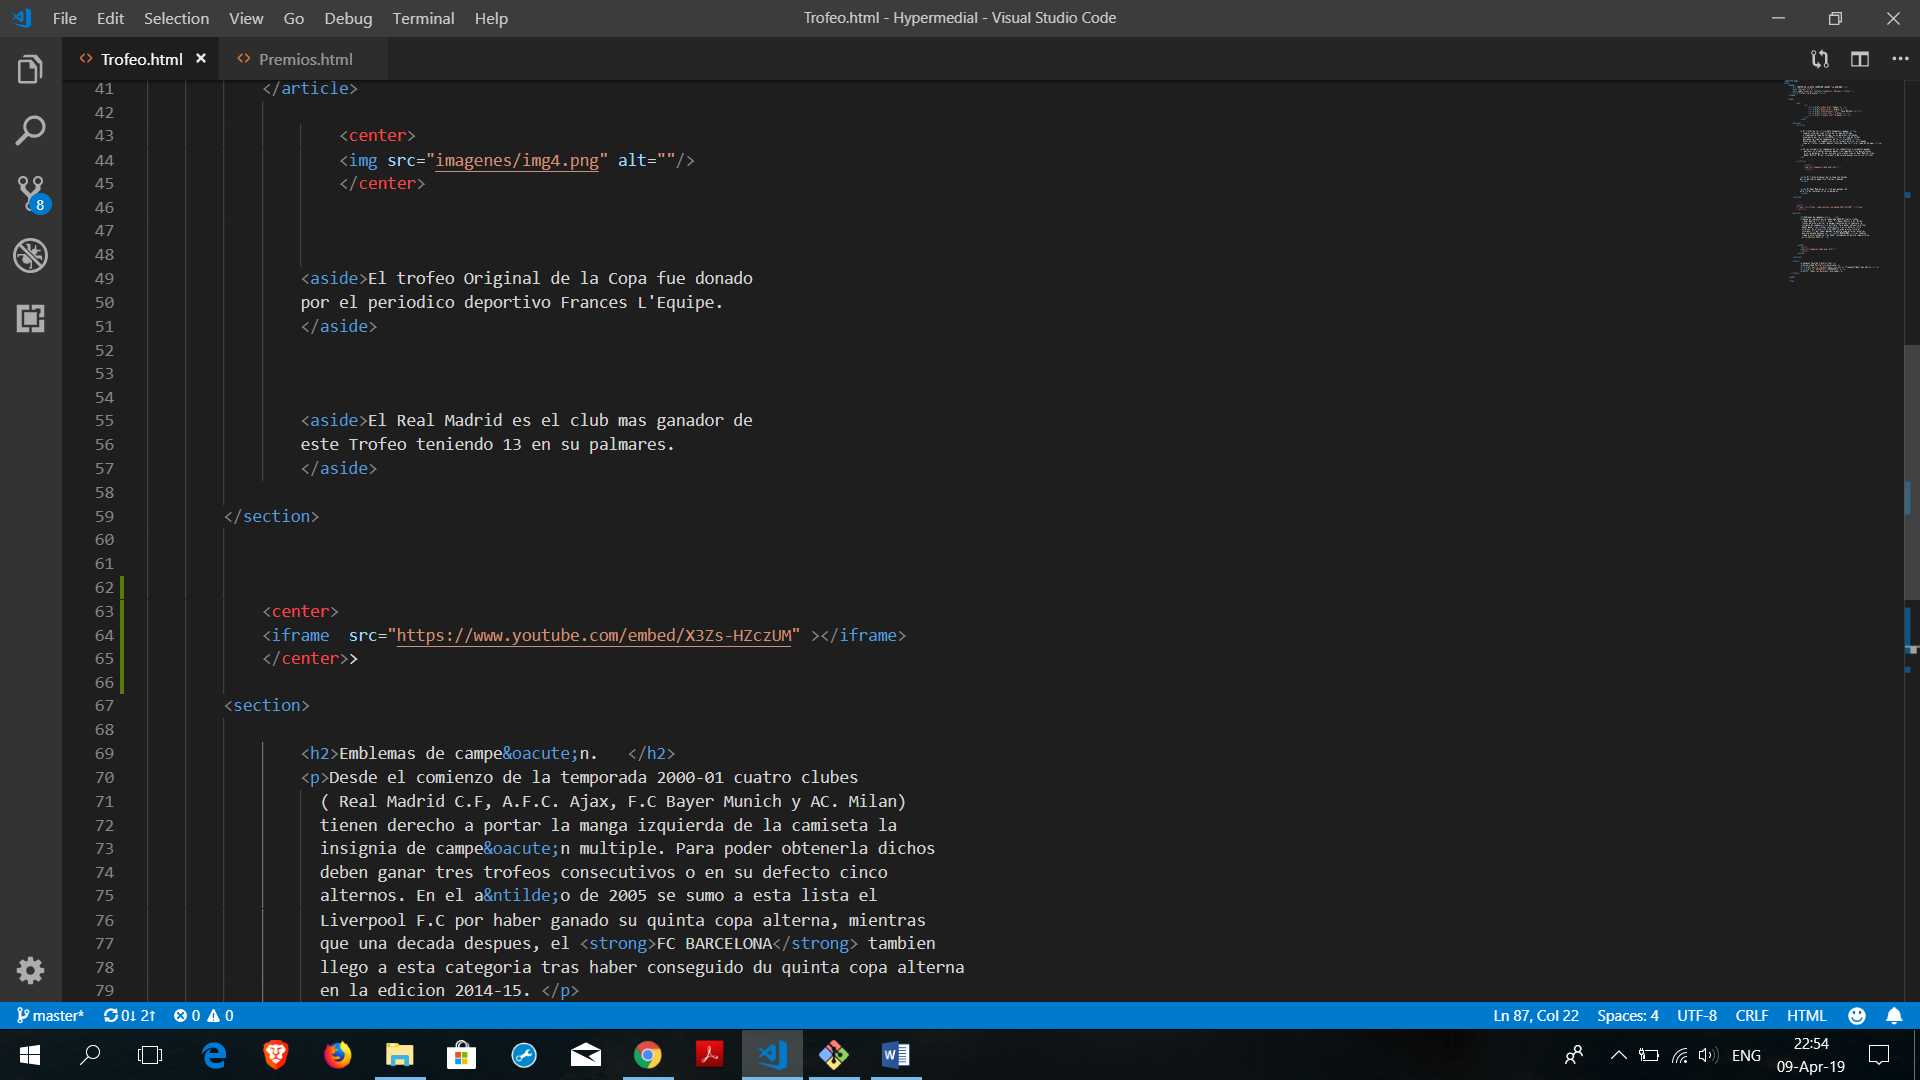 File Edit Selection View Go Debug Terminal Help
Trofeo.html - Hypermedial - Visual Studio Code
Trofeo.html
Premios.html
41 </article>
42
43 <center>
44 <img src="imagenes/img4.png" alt=""/>
45 </center>
46
47
48
49 <aside>El trofeo Original de la Copa fue donado
50 por el periodico deportivo Frances L'Equipe.
51 </aside>
52
53
54
55 <aside>El Real Madrid es el club mas ganador de
56 este Trofeo teniendo 13 en su palmares.
57 </aside>
58
59 </section>
60
61
62
63 <center>
64 <iframe  src="https://www.youtube.com/embed/X3Zs-HZczUM" ></iframe>
65 </center>>
66
67 <section>
68
69 <h2>Emblemas de campe&oacute;n.   </h2>
70 <p>Desde el comienzo de la temporada 2000-01 cuatro clubes
71 ( Real Madrid C.F, A.F.C. Ajax, F.C Bayer Munich y AC. Milan)
72 tienen derecho a portar la manga izquierda de la camiseta la
73 insignia de campe&oacute;n multiple. Para poder obtenerla dichos
74 deben ganar tres trofeos consecutivos o en su defecto cinco
75 alternos. En el a&ntilde;o de 2005 se sumo a esta lista el
76 Liverpool F.C por haber ganado su quinta copa alterna, mientras
77 que una decada despues, el <strong>FC BARCELONA</strong> tambien
78 llego a esta categoria tras haber conseguido du quinta copa alterna
79 en la edicion 2014-15. </p>
8
master* 0↓ 2↑ 0 0
Ln 87, Col 22 Spaces: 4 UTF-8 CRLF HTML
ENG
22:54
09-Apr-19